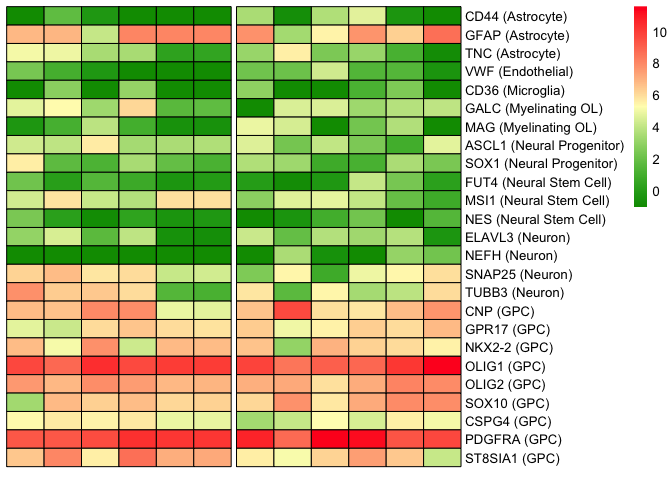 CD44 (Astrocyte)
GFAP (Astrocyte)
TNC (Astrocyte)
VWF (Endothelial)
CD36 (Microglia)
GALC (Myelinating OL)
MAG (Myelinating OL)
ASCL1 (Neural Progenitor)
SOX1 (Neural Progenitor)
FUT4 (Neural Stem Cell)
MSI1 (Neural Stem Cell)
NES (Neural Stem Cell)
ELAVL3 (Neuron)
NEFH (Neuron)
SNAP25 (Neuron)
TUBB3 (Neuron)
CNP (GPC)
GPR17 (GPC)
NKX2-2 (GPC)
OLIG1 (GPC)
OLIG2 (GPC)
SOX10 (GPC)
CSPG4 (GPC)
PDGFRA (GPC)
ST8SIA1 (GPC)
10
8
6
4
2
0